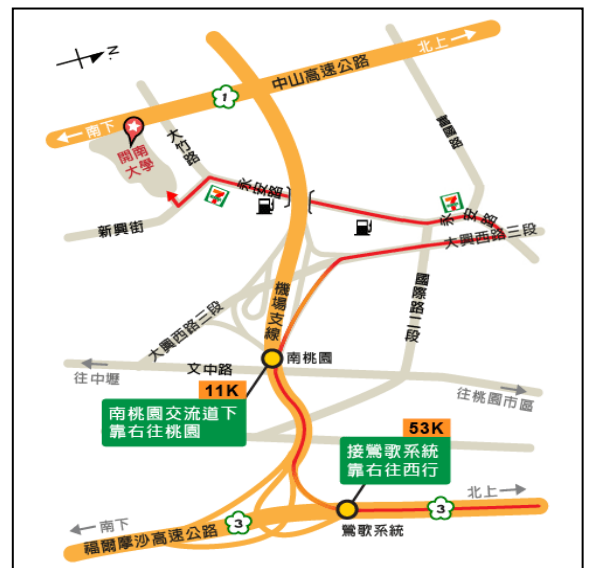 N
北上
中山高速公路
1
南下
開南
大學
大竹路
富國路
7
永安路
7
永安路
新興街
大興西路三段
國際路二段
機場支線
大興西路三段
文中路
南桃園
往中壢
往桃園市區
11K
南桃園交流道下
靠右往桃園
53K
接鶯歌系統
靠右往西行
北上
3
南下
3
福爾摩沙高速公路
鶯歌系統